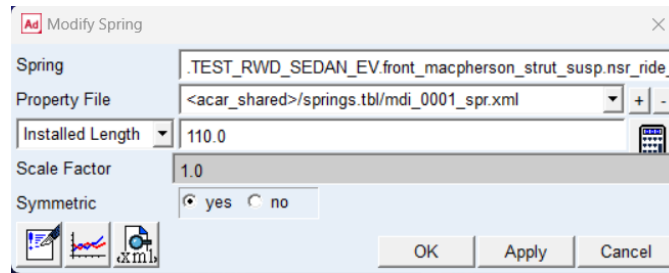 Ad Modify Spring
Spring .TEST_RWD_SEDAN_EV.front_macpherson_strut_susp.nsr_ride_
Property File <acar_shared>/springs.tbl/mdi_0001_spr.xml + -
Installed Length 110.0
Scale Factor 1.0
Symmetric yes no
.xml,
OK Apply Cancel